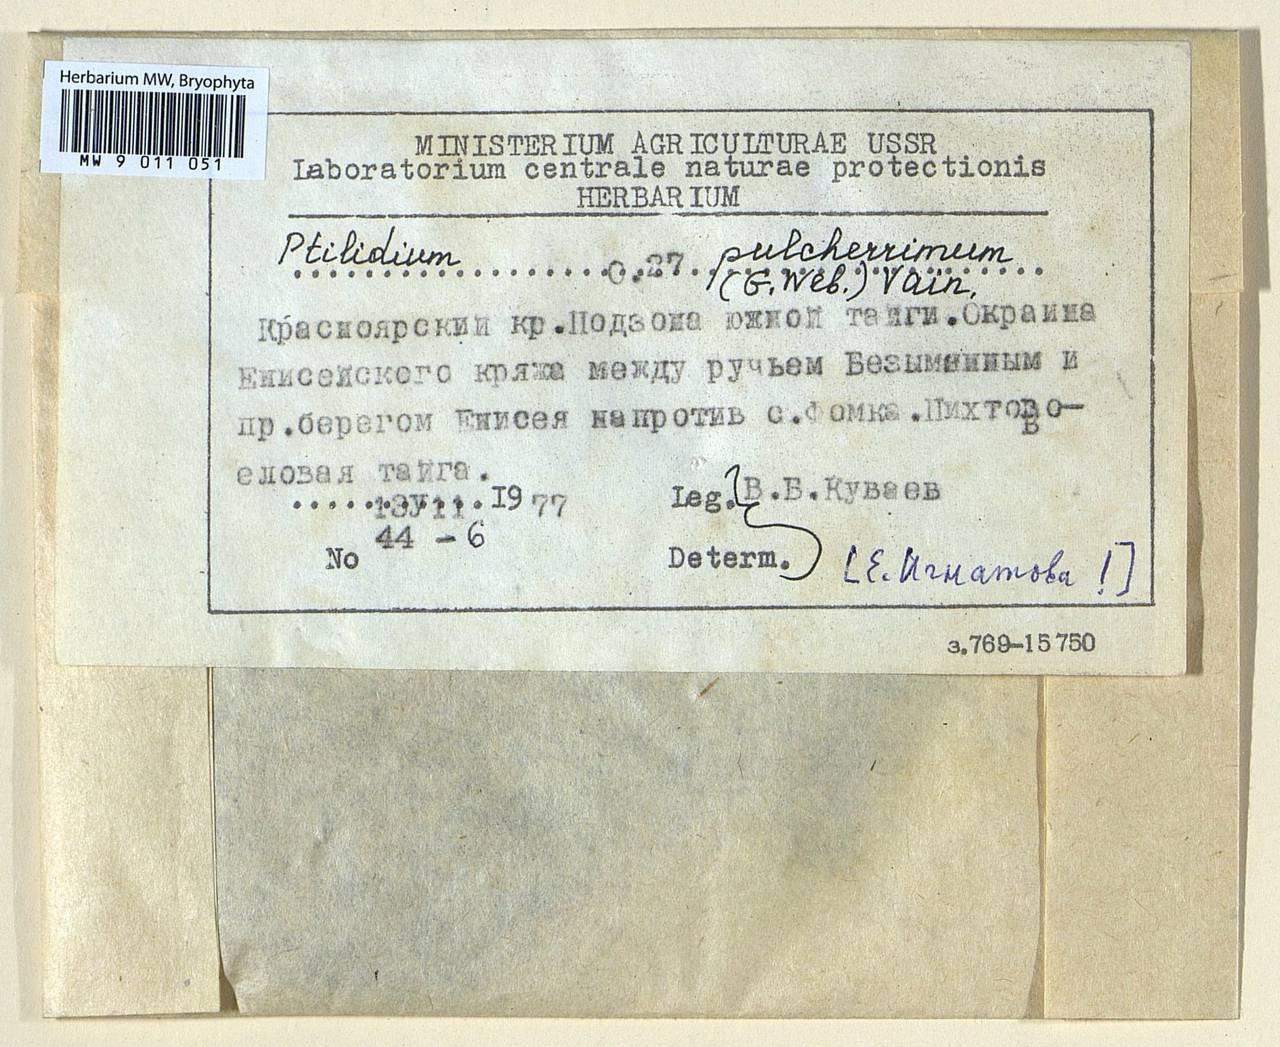 Herbarium MW, Bryophyta
MW 9 011 051
MINISTERIUM AGRICULTURAE USSR
Laboratorium centrale naturae protectionis
HERBARIUM
Ptilidium pulcherrimum
0.27
(G. Web.) Vain.
Красноярский кр.Подзона южной тайги.Окраина
Енисейского кряжа между ручьем Безымянным и
пр.берегом Енисея напротив с.Фомка.Пихтово-
еловая тайга.
13У11.1977
Leg. В.Б.Куваев
No 44 - 6
Determ. [Е. Игнатова !]
з.769-15750